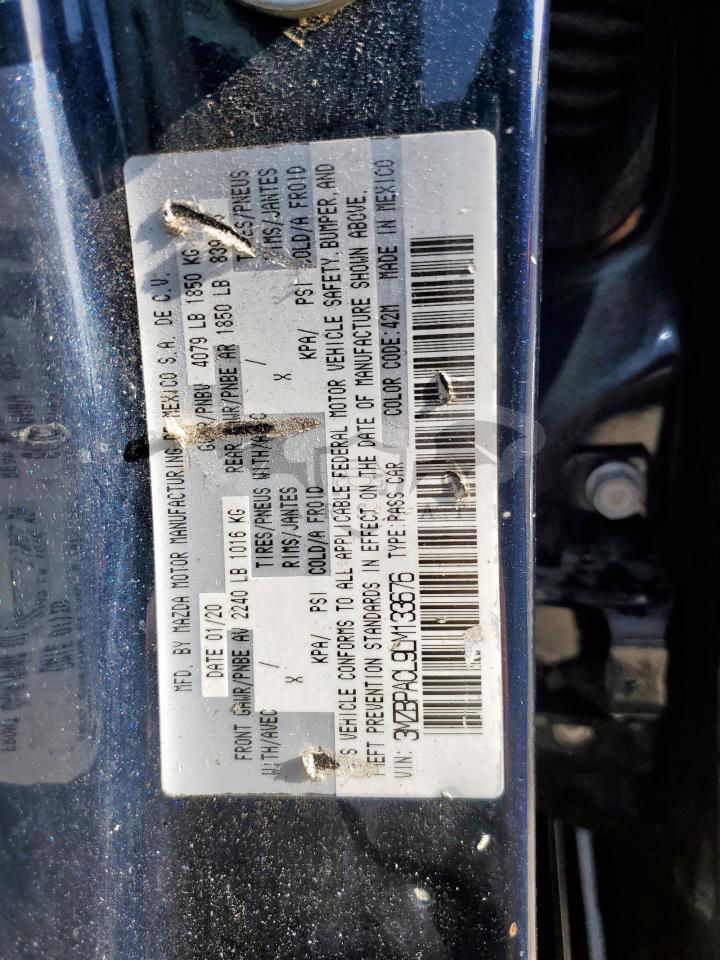 MFD. BY MAZDA MOTOR MANUFACTURING DE MEXICO S.A. DE C.V.
DATE 01/20 GVWR/PNBV 4079 LB 1850 KG
FRONT GAWR/PNBE AV 2240 LB 1016 KG REAR GAWR/PNBE AR 1850 LB 839
WITH/AVEC / TIRES/PNEUS WITH/AVEC / TIRES/PNEUS
X RIMS/JANTES X RIMS/JANTES
KPA/ PSI COLD/A FROID KPA/ PSI COLD/A FROID
IS VEHICLE CONFORMS TO ALL APPLICABLE FEDERAL MOTOR VEHICLE SAFETY, BUMPER, AND
HEFT PREVENTION STANDARDS IN EFFECT ON THE DATE OF MANUFACTURE SHOWN ABOVE.
VIN: 3MZBPACL9LM133676 TYPE:PASS CAR COLOR CODE:42M MADE IN MEXICO